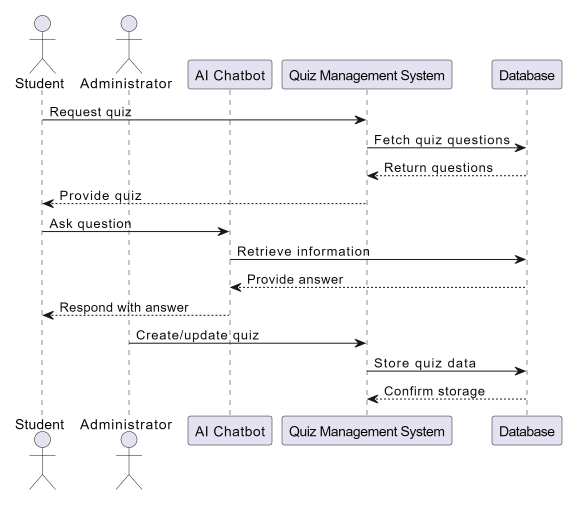 Student
Administrator
AI Chatbot
Quiz Management System
Database
Request quiz
Fetch quiz questions
Return questions
Provide quiz
Ask question
Retrieve information
Provide answer
Respond with answer
Create/update quiz
Store quiz data
Confirm storage
Student
Administrator
AI Chatbot
Quiz Management System
Database